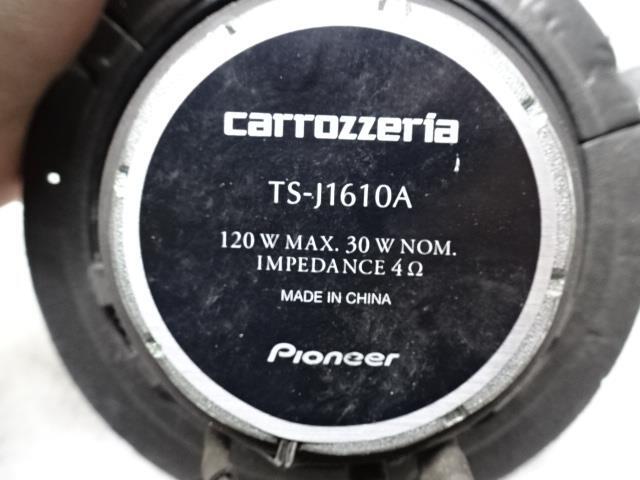 carrozzeria
TS-J1610A
120 W MAX. 30 W NOM.
IMPEDANCE 4 Ω
MADE IN CHINA
Pioneer